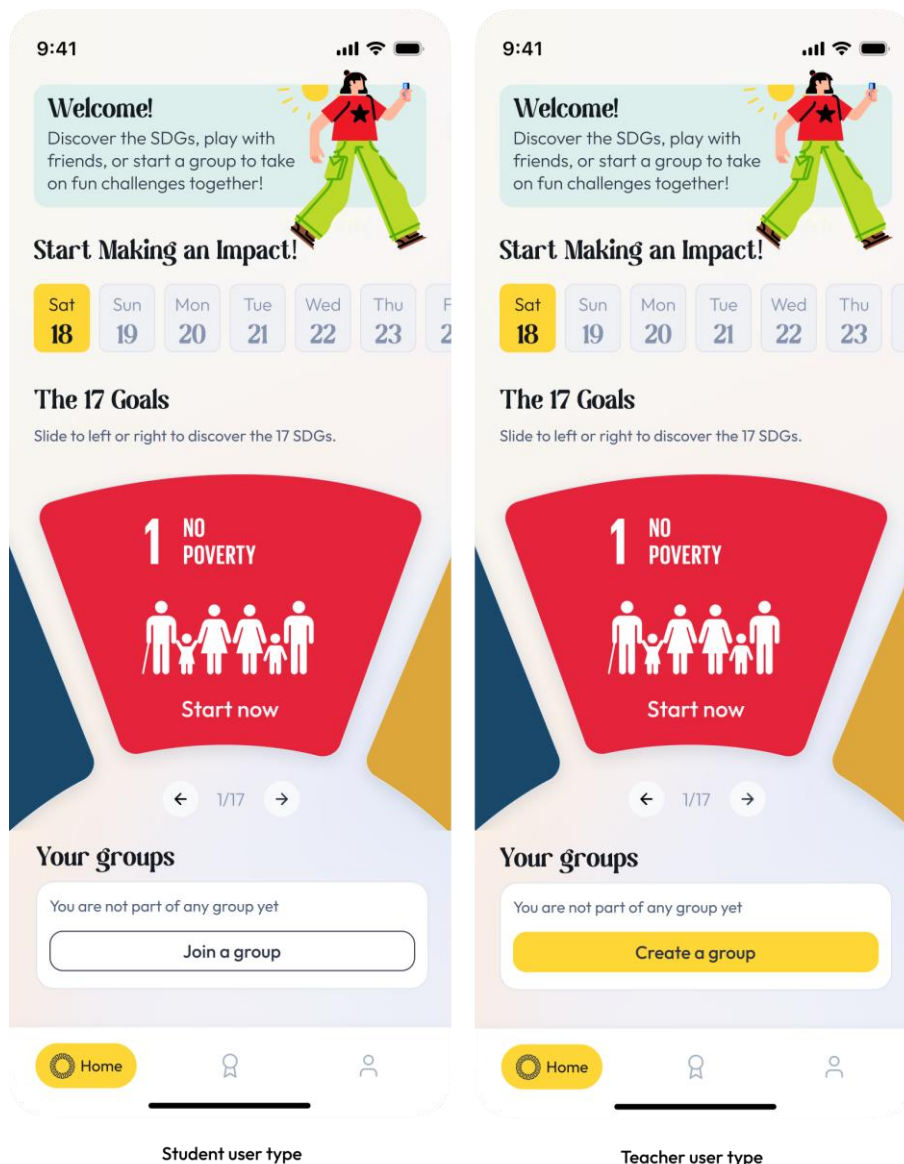 9:41
Welcome!
Discover the SDGs, play with
friends, or start a group to take
on fun challenges together!
Start Making an Impact!
Sat Sun Mon Tue Wed Thu F
18 19 20 21 22 23 2
The 17 Goals
Slide to left or right to discover the 17 SDGs.
1 NO
POVERTY
Start now
← 1/17 →
Your groups
You are not part of any group yet
Join a group
Home
Student user type
9:41
Welcome!
Discover the SDGs, play with
friends, or start a group to take
on fun challenges together!
Start Making an Impact!
Sat Sun Mon Tue Wed Thu
18 19 20 21 22 23
The 17 Goals
Slide to left or right to discover the 17 SDGs.
1 NO
POVERTY
Start now
← 1/17 →
Your groups
You are not part of any group yet
Create a group
Home
Teacher user type